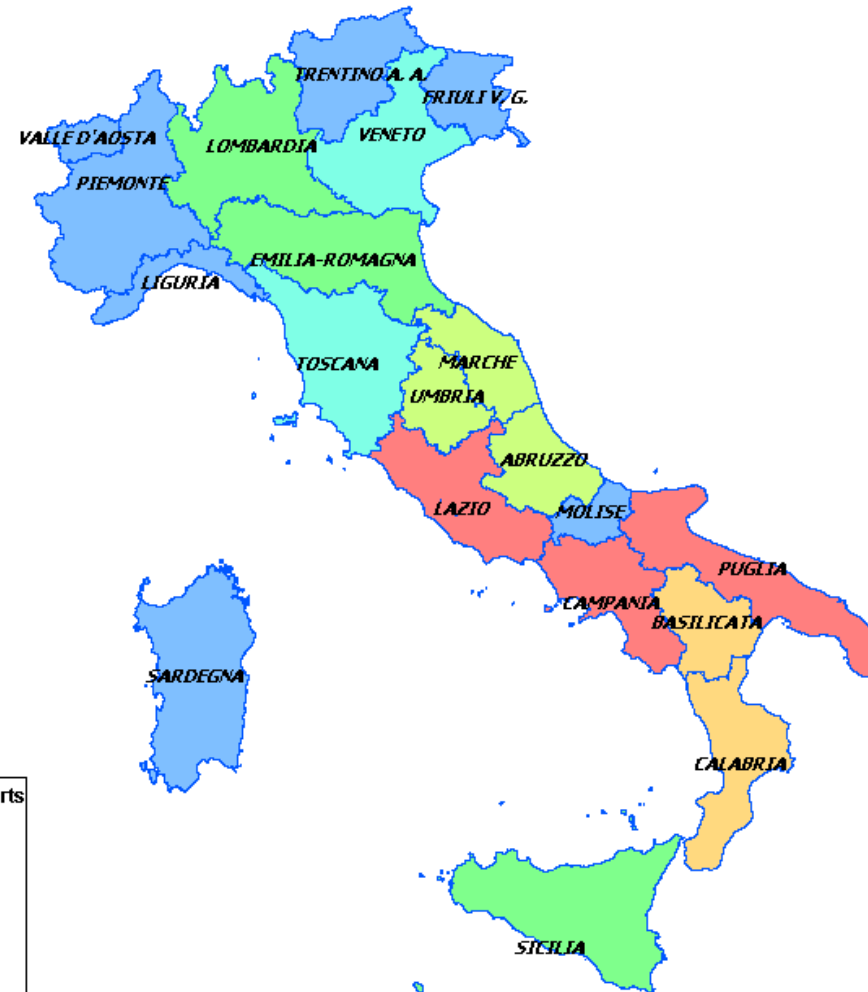 TRENTINO A. A.
FRIULI V. G.
VENETO
VALLE D'AOSTA
LOMBARDIA
PIEMONTE
EMILIA-ROMAGNA
LIGURIA
TOSCANA
MARCHE
UMBRIA
ABRUZZO
LAZIO
MOLISE
PUGLIA
CAMPANIA
BASILICATA
SARDEGNA
CALABRIA
rts
SICILIA